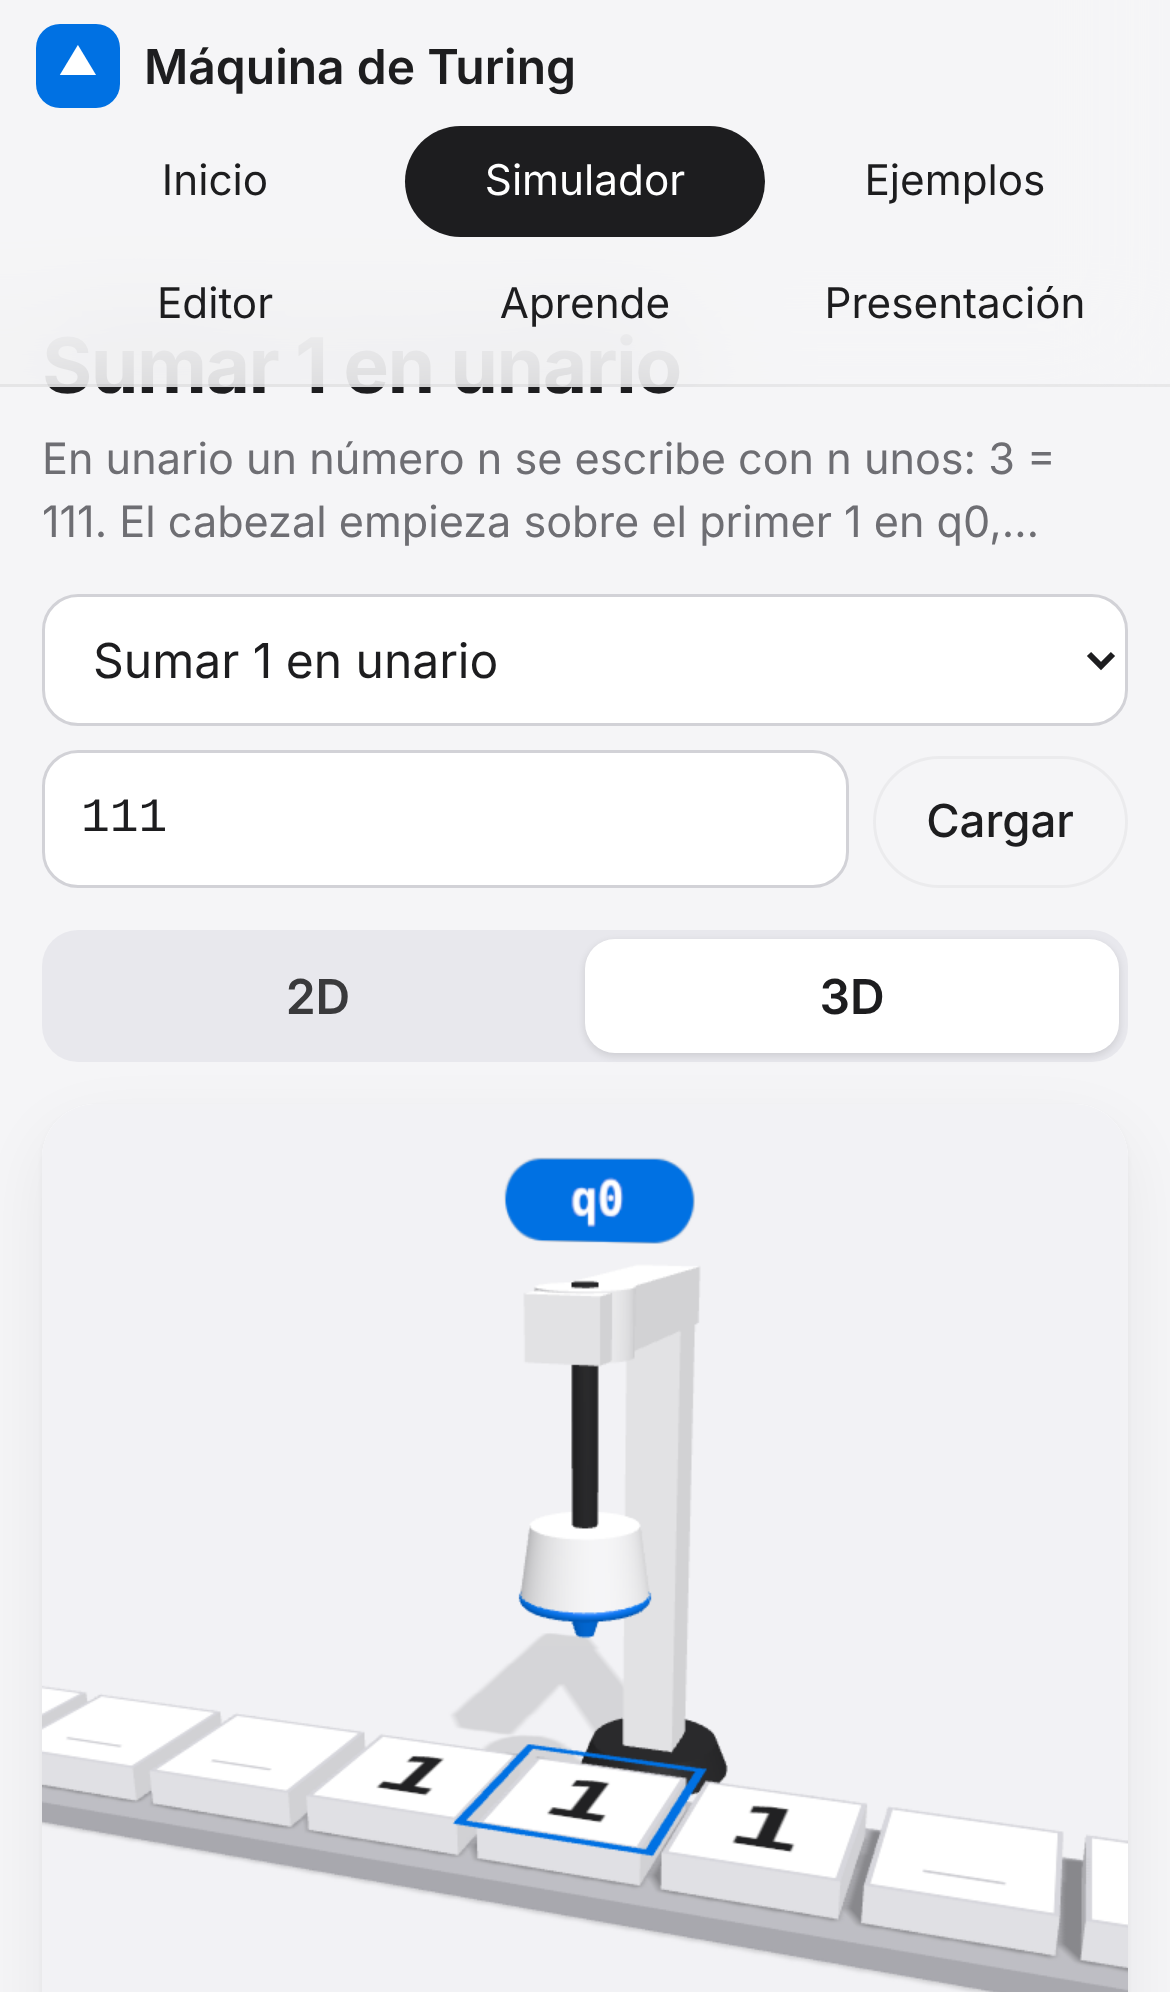 Máquina de Turing
Inicio Simulador Ejemplos
Editor Aprende Presentación
Sumar 1 en unario
En unario un número n se escribe con n unos: 3 =
111. El cabezal empieza sobre el primer 1 en q0,...
Sumar 1 en unario
111 Cargar
2D 3D
q0
_ _ 1 1 1 _